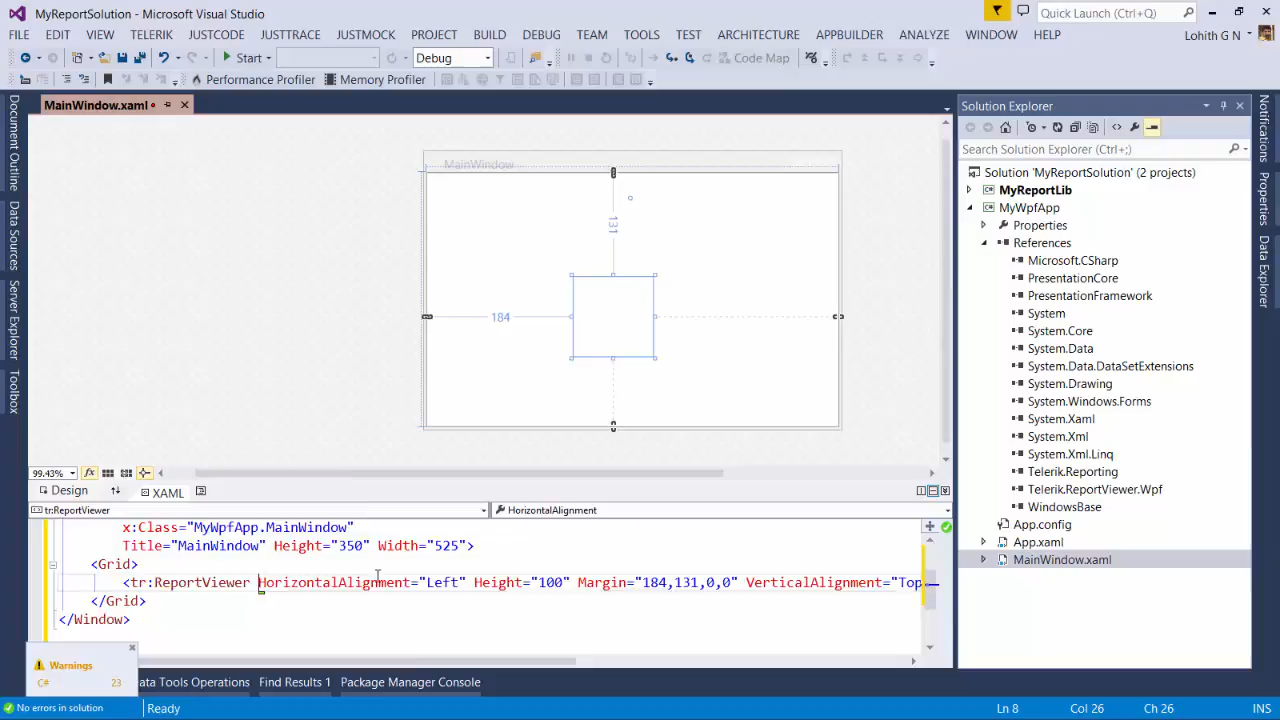 MyReportSolution - Microsoft Visual Studio
Quick Launch (Ctrl+;)
FILE EDIT VIEW TELERIK JUSTCODE JUSTTRACE JUSTMOCK PROJECT BUILD DEBUG TEAM TOOLS TEST ARCHITECTURE APPBUILDER ANALYZE WINDOW HELP Lohith G N
Start Debug Code Map
Performance Profiler Memory Profiler
MainWindow.xaml
Document Outline
Data Sources
Server Explorer
Toolbox
MainWindow
131
184
99.43%
Design XAML
tr:ReportViewer HorizontalAlignment
x:Class="MyWpfApp.MainWindow"
Title="MainWindow" Height="350" Width="525">
<Grid>
<tr:ReportViewer HorizontalAlignment="Left" Height="100" Margin="184,131,0,0" VerticalAlignment="Top
</Grid>
</Window>
Warnings
C# 23
Data Tools Operations Find Results 1 Package Manager Console
No errors in solution Ready Ln 8 Col 26 Ch 26 INS
Solution Explorer
Search Solution Explorer (Ctrl+;)
Solution 'MyReportSolution' (2 projects)
MyReportLib
MyWpfApp
Properties
References
Microsoft.CSharp
PresentationCore
PresentationFramework
System
System.Core
System.Data
System.Data.DataSetExtensions
System.Drawing
System.Windows.Forms
System.Xaml
System.Xml
System.Xml.Linq
Telerik.Reporting
Telerik.ReportViewer.Wpf
WindowsBase
App.config
App.xaml
MainWindow.xaml
Notifications
Properties
Data Explorer